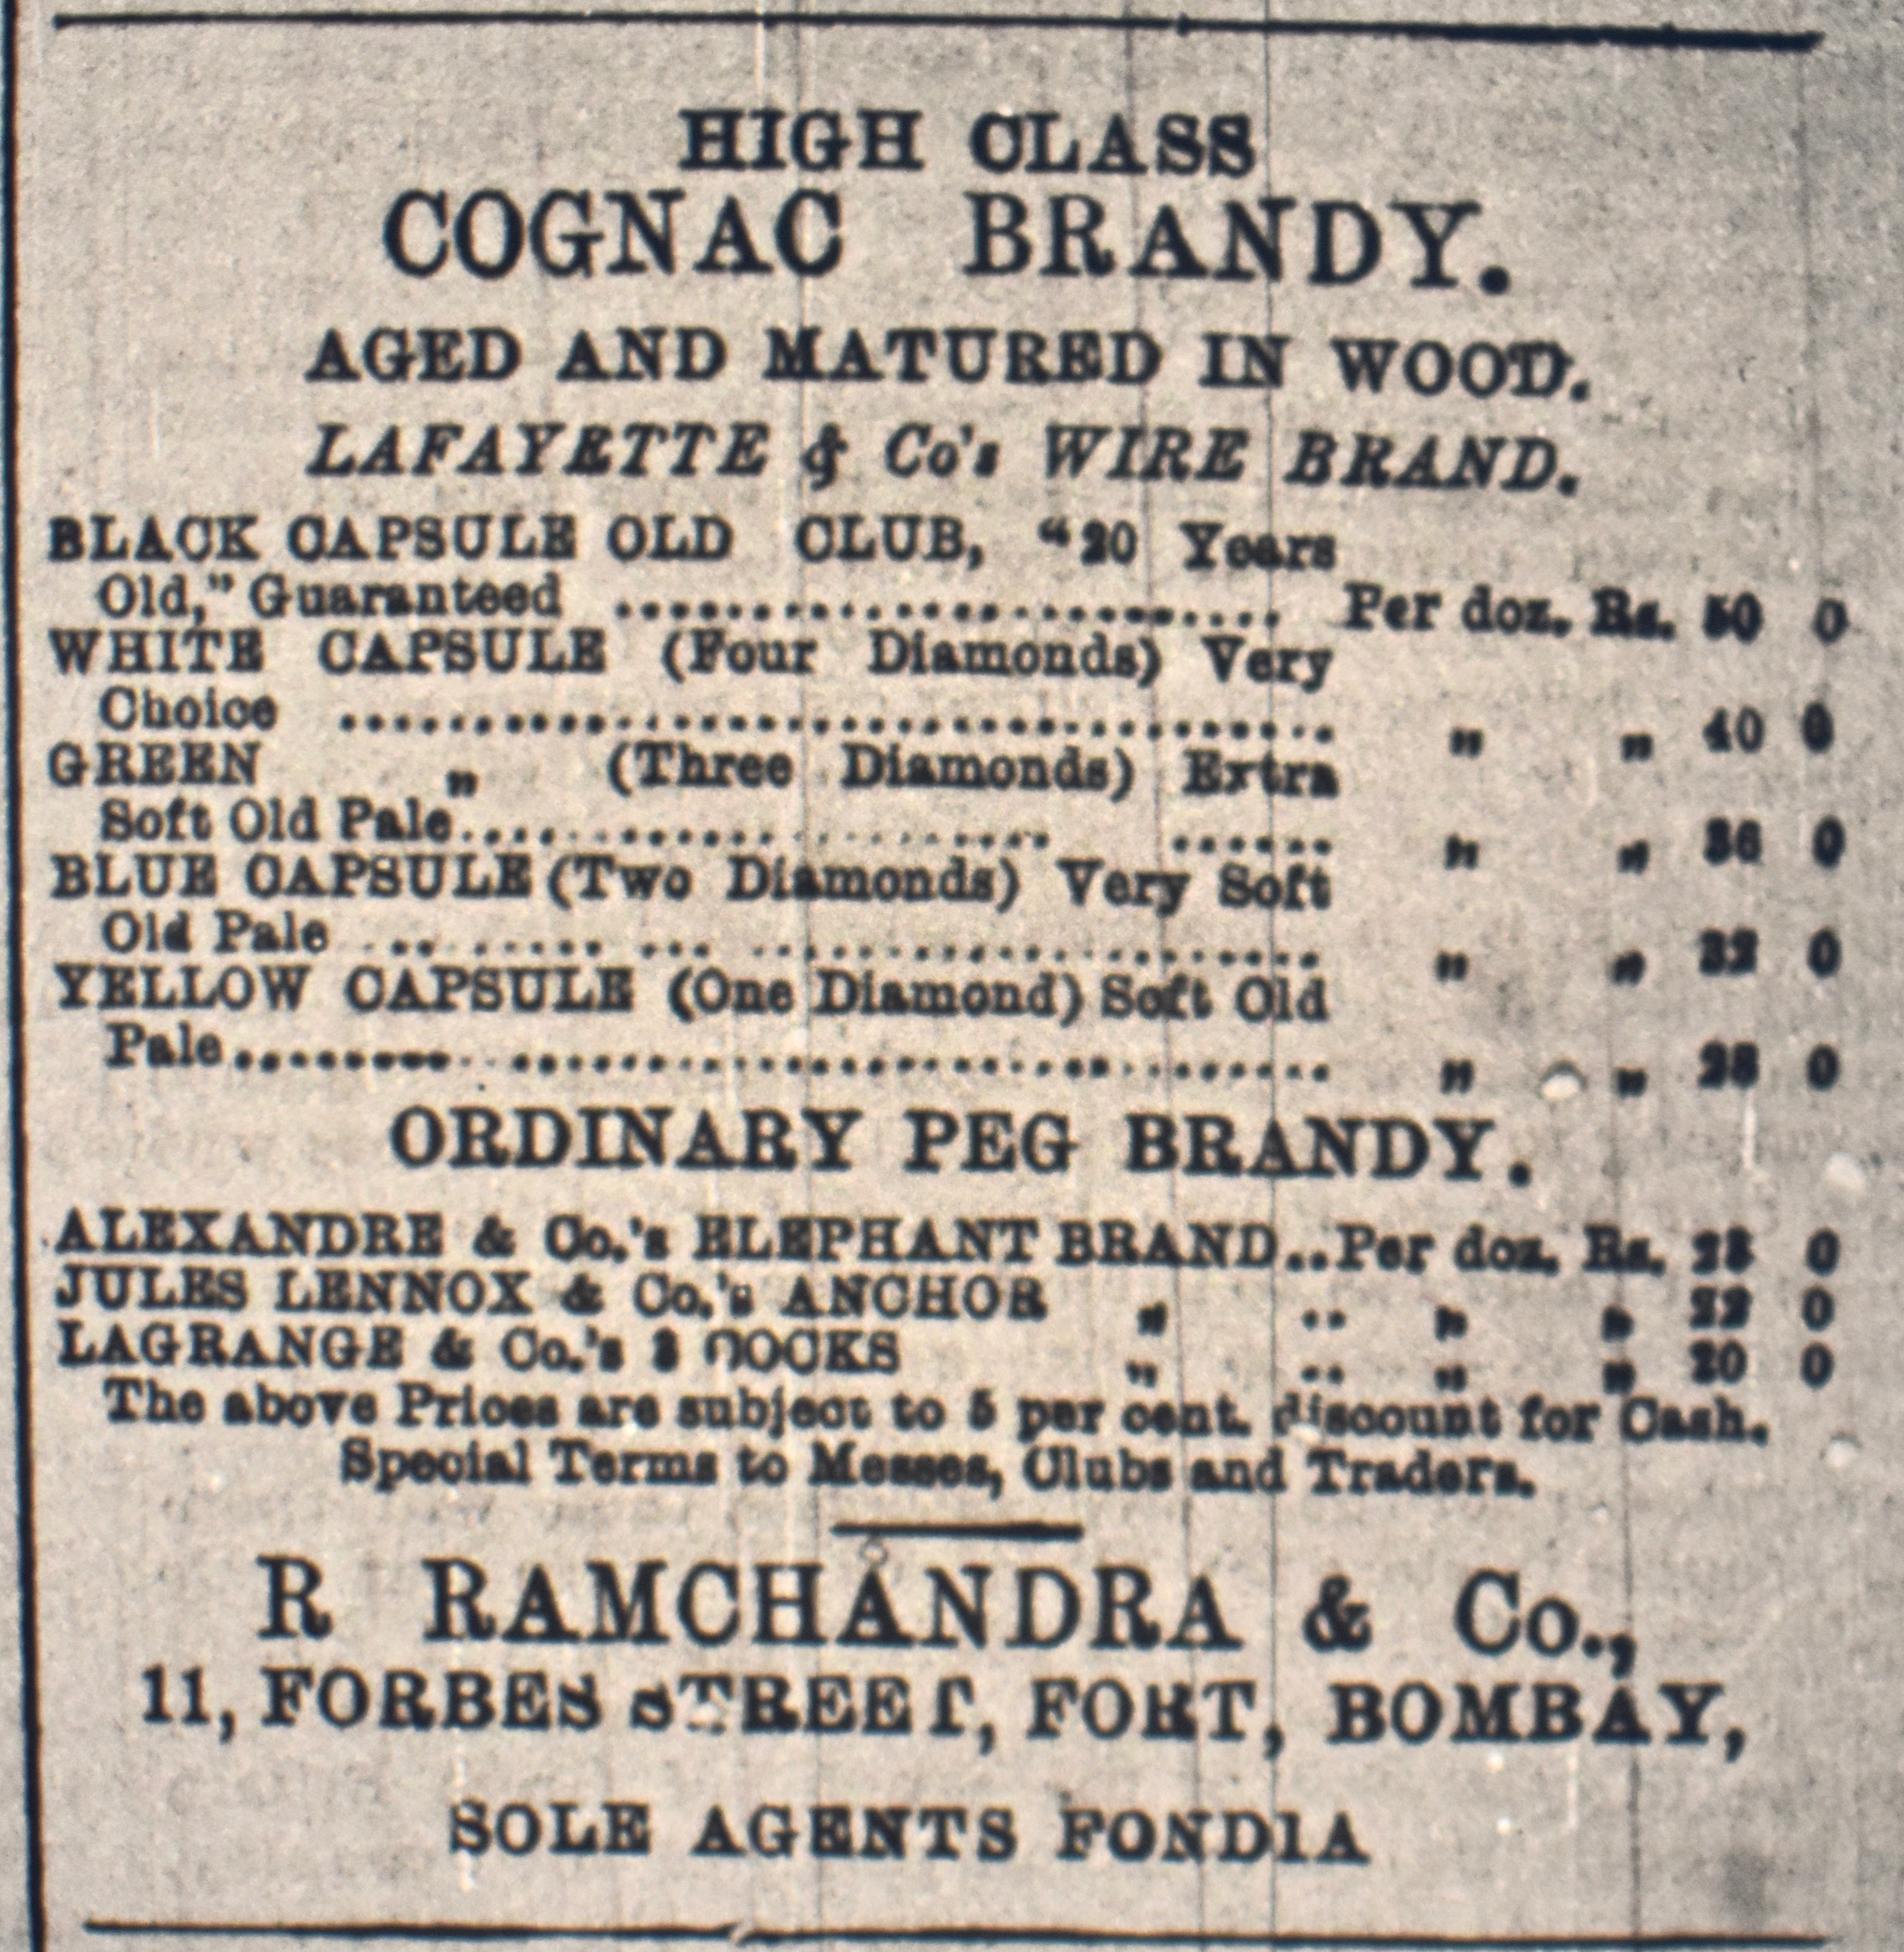 HIGH CLASS
COGNAC BRANDY.
AGED AND MATURED IN WOOD.
LAFAYETTE & Co's WIRE BRAND.
BLACK CAPSULE OLD CLUB, "20 Years
Old," Guaranteed ........................ Per doz. Rs. 50 0
WHITE CAPSULE (Four Diamonds) Very
Choice .................................... „ „ 40 0
GREEN „ (Three Diamonds) Extra
Soft Old Pale.............................. „ „ 36 0
BLUE CAPSULE (Two Diamonds) Very Soft
Old Pale .................................. „ „ 32 0
YELLOW CAPSULE (One Diamond) Soft Old
Pale....................................... „ „ 28 0
ORDINARY PEG BRANDY.
ALEXANDRE & Co.'s ELEPHANT BRAND..Per doz. Rs. 0
JULES LENNOX & Co.'s ANCHOR „ .. „ „ 22 0
LAGRANGE & Co.'s COCKS „ .. „ „ 20 0
The above Prices are subject to 5 per cent. discount for Cash.
Special Terms to Messes, Clubs and Traders.
R RAMCHANDRA & Co.,
11, FORBES STREET, FORT, BOMBAY,
SOLE AGENTS FONDIA